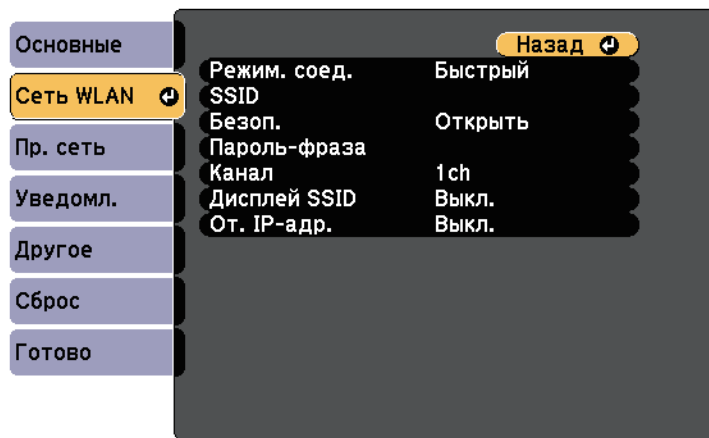 Основные
Сеть WLAN
Пр. сеть
Уведомл.
Другое
Сброс
Готово
Назад
Режим. соед. Быстрый
SSID
Безоп. Открыть
Пароль-фраза
Канал 1ch
Дисплей SSID Выкл.
От. IP-адр. Выкл.